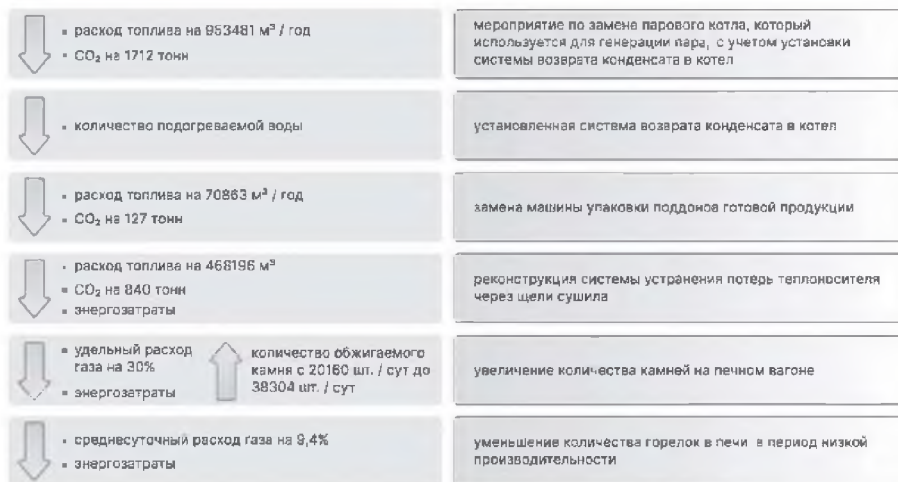 ▪ расход топлива на 953481 м³ / год
▪ CO₂ на 1712 тонн
мероприятие по замене парового котла, который
используется для генерации пара, с учетом установки
системы возврата конденсата в котел
▪ количество подогреваемой воды
установленная система возврата конденсата в котел
▪ расход топлива на 70863 м³ / год
▪ CO₂ на 127 тонн
замена машины упаковки поддонов готовой продукции
▪ расход топлива на 468196 м³
▪ CO₂ на 840 тонн
▪ энергозатраты
реконструкция системы устранения потерь теплоносителя
через щели сушила
▪ удельный расход
газа на 30%
▪ энергозатраты
количество обжигаемого
камня с 20160 шт. / сут до
38304 шт. / сут
увеличение количества камней на печном вагоне
▪ среднесуточный расход газа на 9,4%
▪ энергозатраты
уменьшение количества горелок в печи в период низкой
производительности